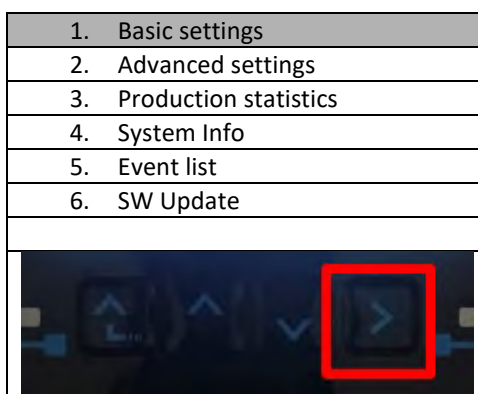 1. Basic settings
2. Advanced settings
3. Production statistics
4. System Info
5. Event list
6. SW Update